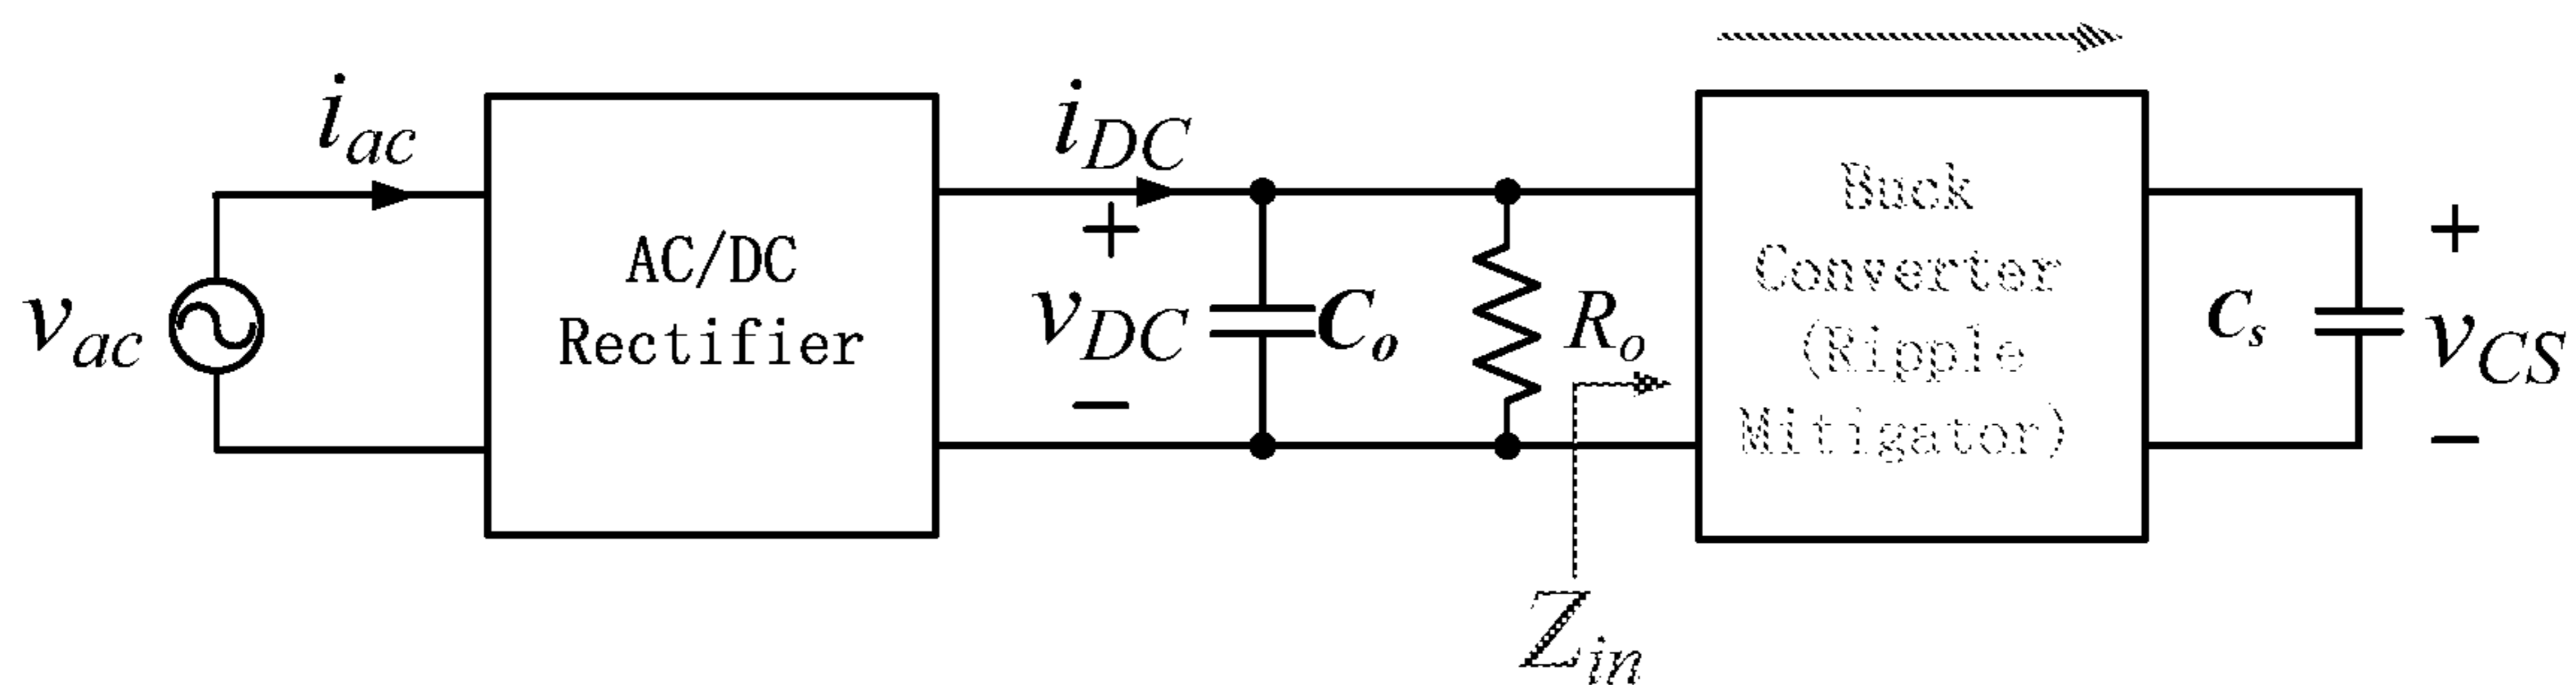 i_ac
v_ac
AC/DC
Rectifier
i_DC
+
v_DC
−
C_o
R_o
Z_in
Buck
Converter
(Ripple
Mitigator)
C_s
+
v_CS
−